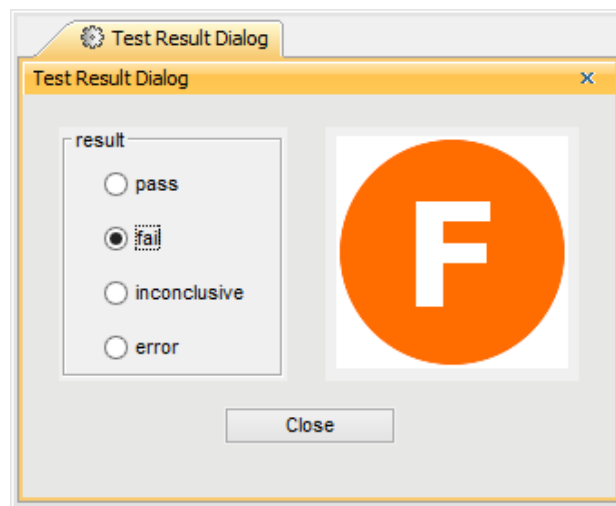 Test Result Dialog
Test Result Dialog
result
pass
fail
inconclusive
error
F
Close